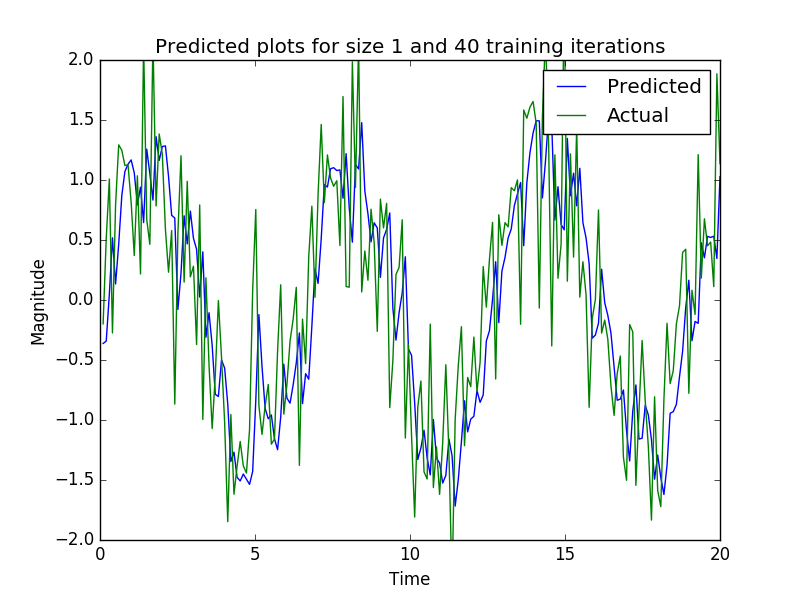 Predicted plots for size 1 and 40 training iterations
2.0
1.5
1.0
0.5
0.0
−0.5
−1.0
−1.5
−2.0
Magnitude
Predicted
Actual
0 5 10 15 20
Time